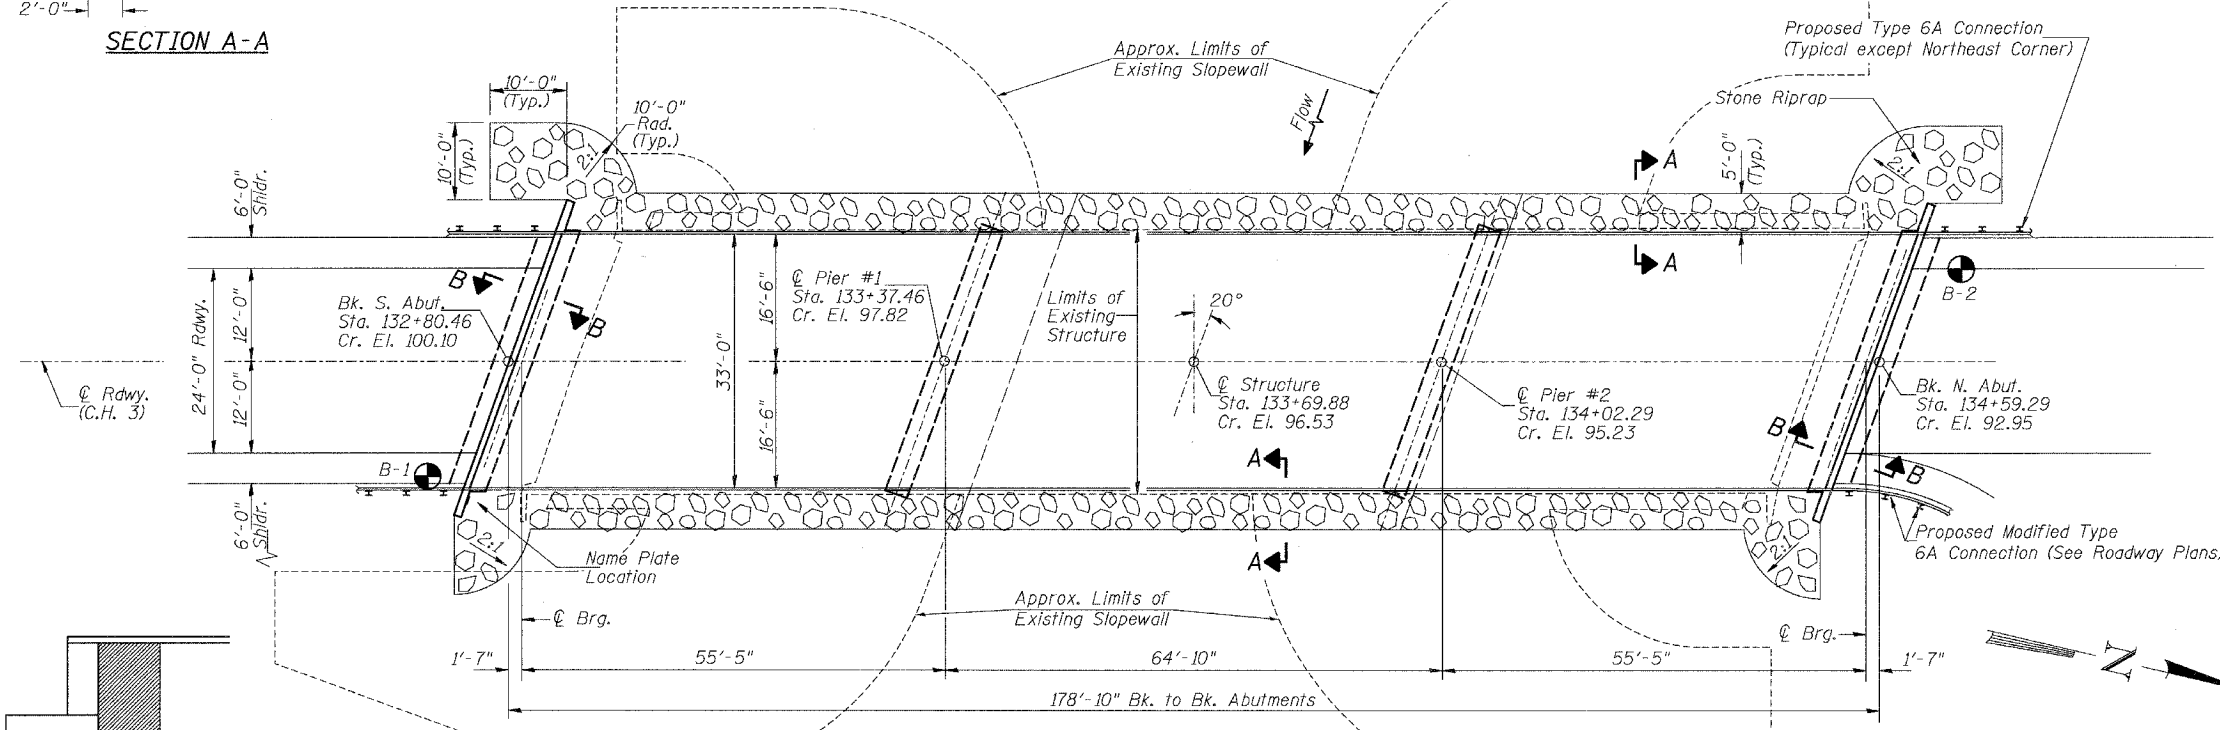 2'-0"
SECTION A-A
Approx. Limits of
Existing Slopewall
Proposed Type 6A Connection
(Typical except Northeast Corner)
10'-0"
(Typ.)
10'-0"
Rad.
(Typ.)
Flow
Stone Riprap
10'-0"
(Typ.)
2:1
A
5'-0"
(Typ.)
2:1
6'-0"
Shldr.
A
B
B
Bk. S. Abut.
Sta. 132+80.46
Cr. El. 100.10
℄ Pier #1
Sta. 133+37.46
Cr. El. 97.82
16'-6"
Limits of
Existing
Structure
20°
B-2
24'-0" Rdwy.
12'-0"
12'-0"
33'-0"
16'-6"
℄ Rdwy.
(C.H. 3)
℄ Structure
Sta. 133+69.88
Cr. El. 96.53
℄ Pier #2
Sta. 134+02.29
Cr. El. 95.23
Bk. N. Abut.
Sta. 134+59.29
Cr. El. 92.95
B
B
B-1
A
6'-0"
Shldr.
2:1
Name Plate
Location
A
2:1
Proposed Modified Type
6A Connection (See Roadway Plans)
Approx. Limits of
Existing Slopewall
℄ Brg.
℄ Brg.
1'-7"
55'-5"
64'-10"
55'-5"
1'-7"
N
178'-10" Bk. to Bk. Abutments